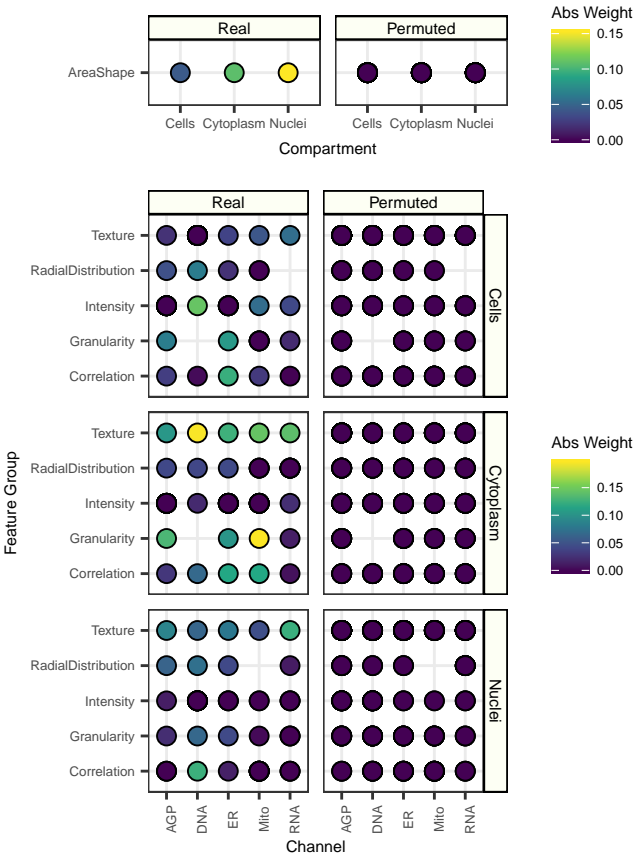 Real Permuted
AreaShape
Cells Cytoplasm Nuclei Cells Cytoplasm Nuclei
Compartment
Abs Weight
0.15
0.10
0.05
0.00
Real Permuted
Feature Group
Texture
RadialDistribution
Intensity
Granularity
Correlation
Cells
Texture
RadialDistribution
Intensity
Granularity
Correlation
Cytoplasm
Texture
RadialDistribution
Intensity
Granularity
Correlation
Nuclei
AGP DNA ER Mito RNA AGP DNA ER Mito RNA
Channel
Abs Weight
0.15
0.10
0.05
0.00